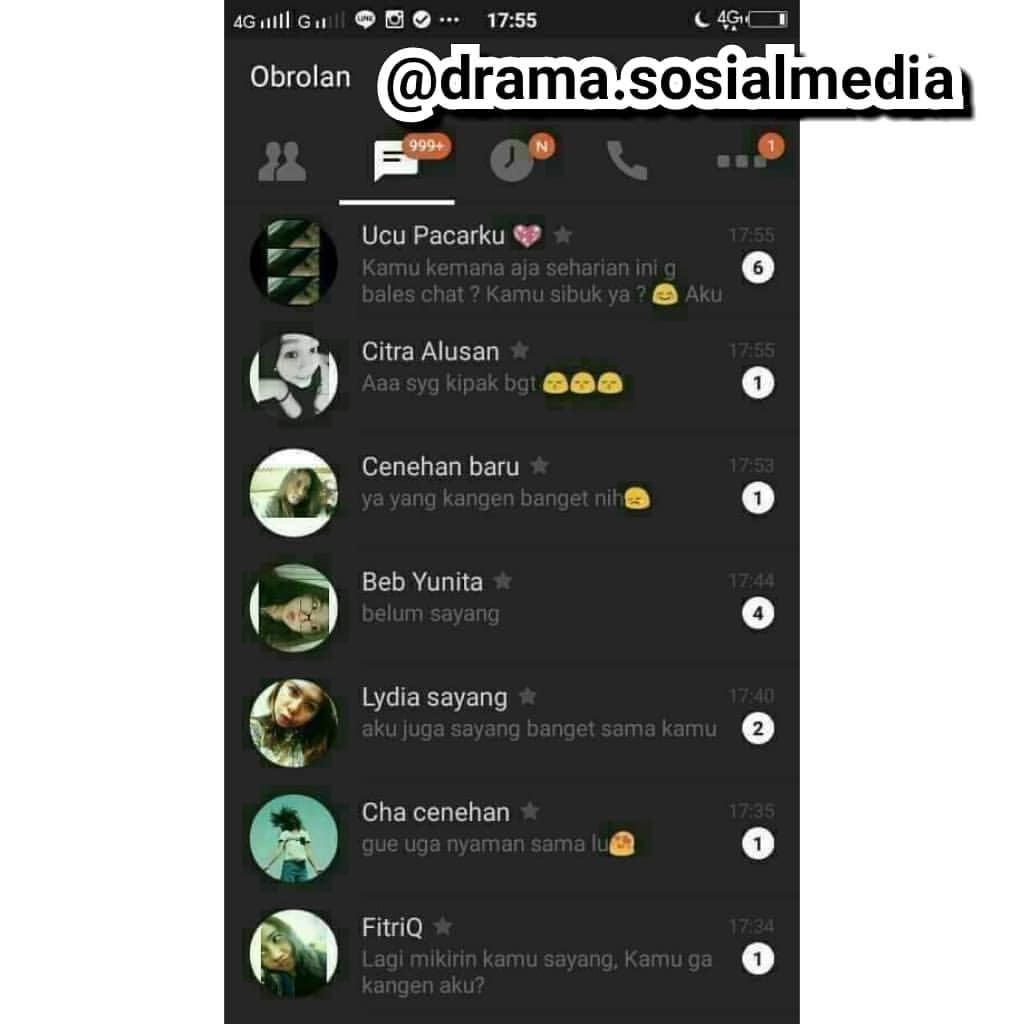 4G G LINE 17:55 4G
Obrolan
@drama.sosialmedia
999+ N 1
Ucu Pacarku 💖 ★ 17:55
Kamu kemana aja seharian ini g 6
bales chat ? Kamu sibuk ya ? 😊 Aku
Citra Alusan ★ 17:55
Aaa syg kipak bgt 😙😙😙 1
Cenehan baru ★ 17:53
ya yang kangen banget nih😞 1
Beb Yunita ★ 17:44
belum sayang 4
Lydia sayang ★ 17:40
aku juga sayang banget sama kamu 2
Cha cenehan ★ 17:35
gue uga nyaman sama lu😍 1
FitriQ ★ 17:34
Lagi mikirin kamu sayang, Kamu ga 1
kangen aku?